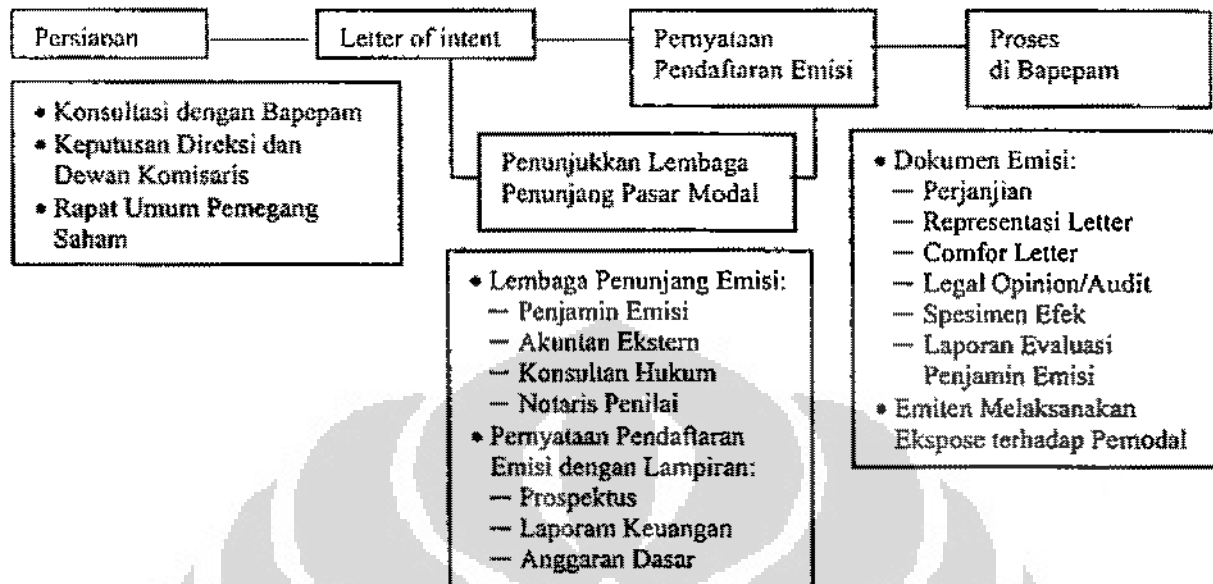 Persianan
Letter of intent
Pernyataan
Pendaftaran Emisi
Proses
di Bapepam
• Konsultasi dengan Bapepam
• Keputusan Direksi dan
Dewan Komisaris
• Rapat Umum Pemegang
Saham
Penunjukkan Lembaga
Penunjang Pasar Modal
• Lembaga Penunjang Emisi:
— Penjamin Emisi
— Akuntan Ekstern
— Konsultan Hukum
— Notaris Penilai
• Pernyataan Pendaftaran
Emisi dengan Lampiran:
— Prospektus
— Laporam Keuangan
— Anggaran Dasar
• Dokumen Emisi:
— Perjanjian
— Representasi Letter
— Comfor Letter
— Legal Opinion/Audit
— Spesimen Efek
— Laporan Evaluasi
Penjamin Emisi
• Emiten Melaksanakan
Ekspose terhadap Pemodal